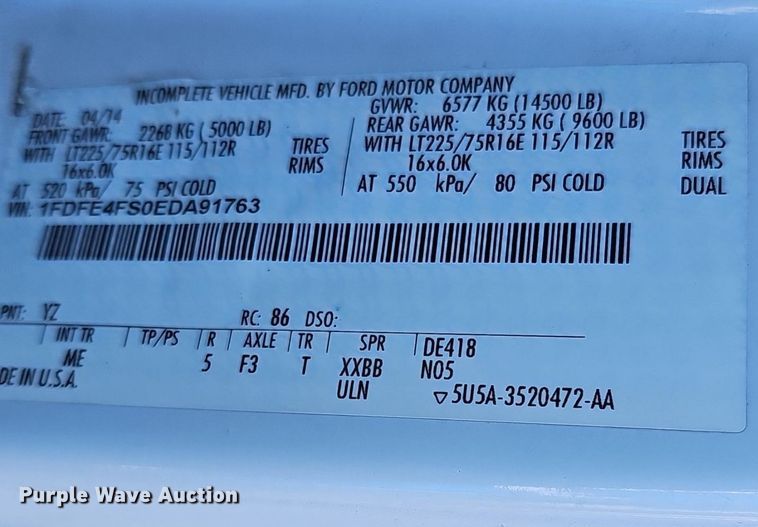 INCOMPLETE VEHICLE MFD. BY FORD MOTOR COMPANY
DATE: 04/14 GVWR: 6577 KG (14500 LB)
FRONT GAWR: 2268 KG ( 5000 LB) REAR GAWR: 4355 KG ( 9600 LB)
WITH LT225/75R16E 115/112R TIRES WITH LT225/75R16E 115/112R TIRES
16x6.0K RIMS 16x6.0K RIMS
AT 520 kPa/ 75 PSI COLD AT 550 kPa/ 80 PSI COLD DUAL
VIN: 1FDFE4FS0EDA91763
PNT: YZ RC: 86 DSO:
INT TR TP/PS R AXLE TR SPR DE418
ME 5 F3 T XXBB N05
DE IN U.S.A. ULN ▽5U5A-3520472-AA
Purple Wave Auction